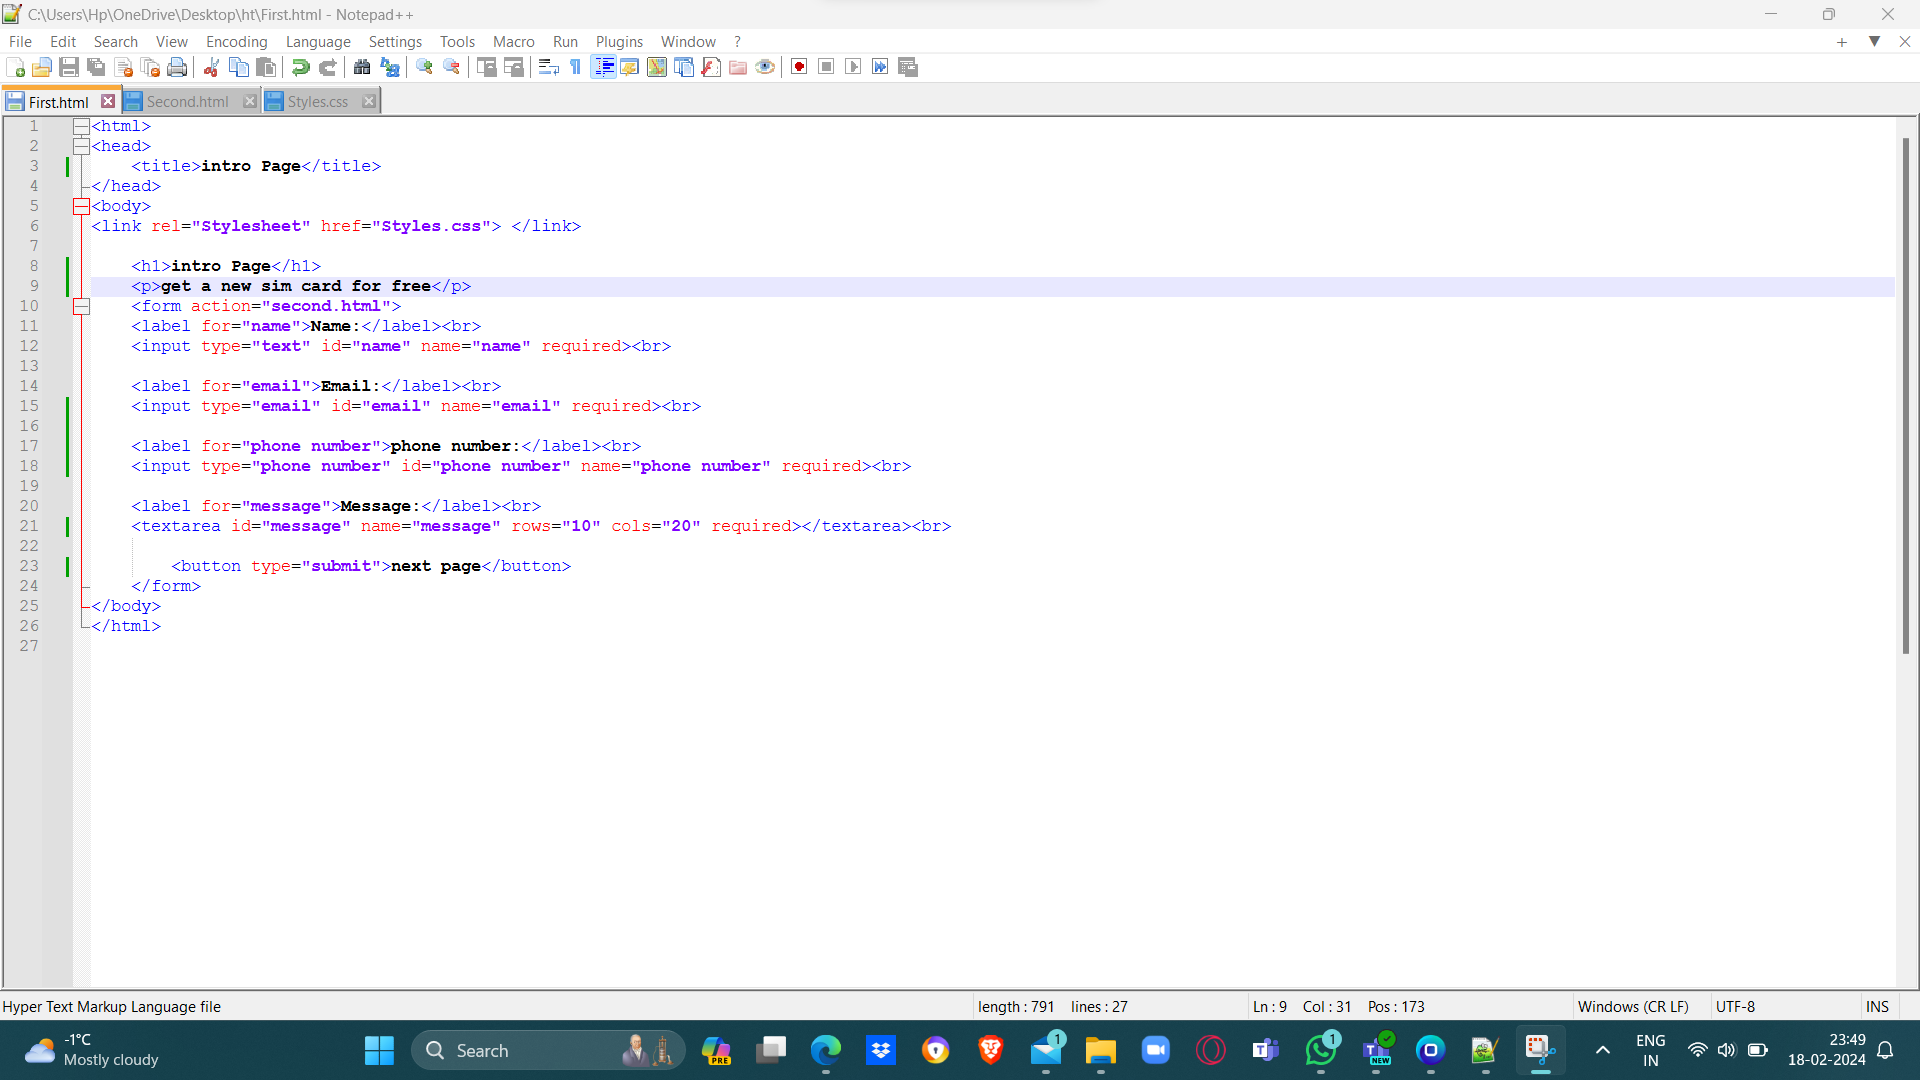 C:\Users\Hp\OneDrive\Desktop\ht\First.html - Notepad++
File Edit Search View Encoding Language Settings Tools Macro Run Plugins Window ?
First.html Second.html Styles.css
1 <html>
2 <head>
3 <title>intro Page</title>
4 </head>
5 <body>
6 <link rel="Stylesheet" href="Styles.css"> </link>
7
8 <h1>intro Page</h1>
9 <p>get a new sim card for free</p>
10 <form action="second.html">
11 <label for="name">Name:</label><br>
12 <input type="text" id="name" name="name" required><br>
13
14 <label for="email">Email:</label><br>
15 <input type="email" id="email" name="email" required><br>
16
17 <label for="phone number">phone number:</label><br>
18 <input type="phone number" id="phone number" name="phone number" required><br>
19
20 <label for="message">Message:</label><br>
21 <textarea id="message" name="message" rows="10" cols="20" required></textarea><br>
22
23 <button type="submit">next page</button>
24 </form>
25 </body>
26 </html>
27
Hyper Text Markup Language file length : 791 lines : 27 Ln : 9 Col : 31 Pos : 173 Windows (CR LF) UTF-8 INS
-1°C
Mostly cloudy
Search
PRE
1
1
NEW
ENG
IN
23:49
18-02-2024